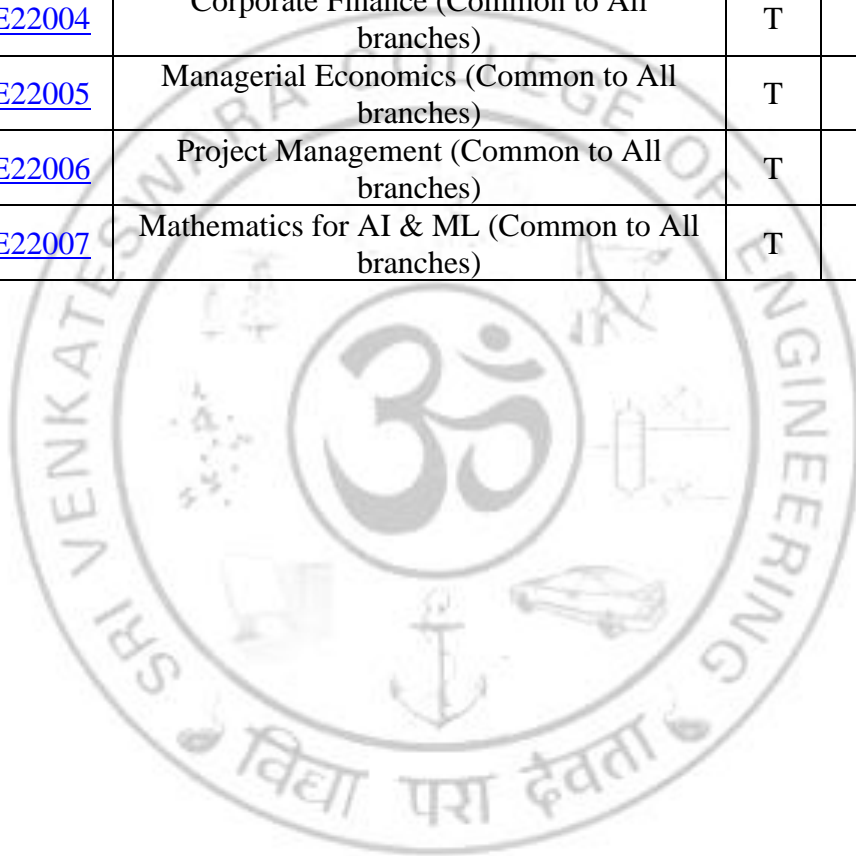 E22004 Corporate Finance (Common to All branches) T
E22005 Managerial Economics (Common to All branches) T
E22006 Project Management (Common to All branches) T
E22007 Mathematics for AI & ML (Common to All branches) T
SRI VENKATESWARA COLLEGE OF ENGINEERING
विद्या परा देवता
ॐ